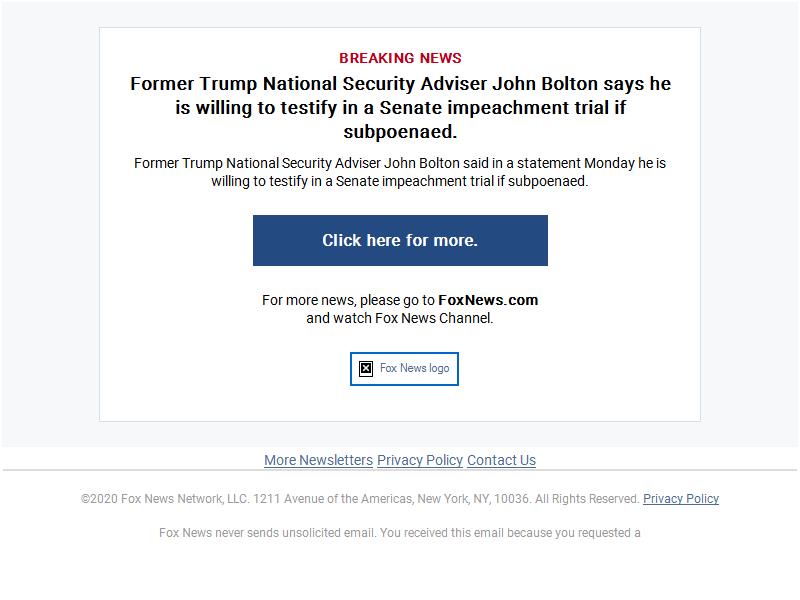 BREAKING NEWS
Former Trump National Security Adviser John Bolton says he
is willing to testify in a Senate impeachment trial if
subpoenaed.
Former Trump National Security Adviser John Bolton said in a statement Monday he is
willing to testify in a Senate impeachment trial if subpoenaed.
Click here for more.
For more news, please go to FoxNews.com
and watch Fox News Channel.
Fox News logo
More Newsletters Privacy Policy Contact Us
©2020 Fox News Network, LLC. 1211 Avenue of the Americas, New York, NY, 10036. All Rights Reserved. Privacy Policy
Fox News never sends unsolicited email. You received this email because you requested a